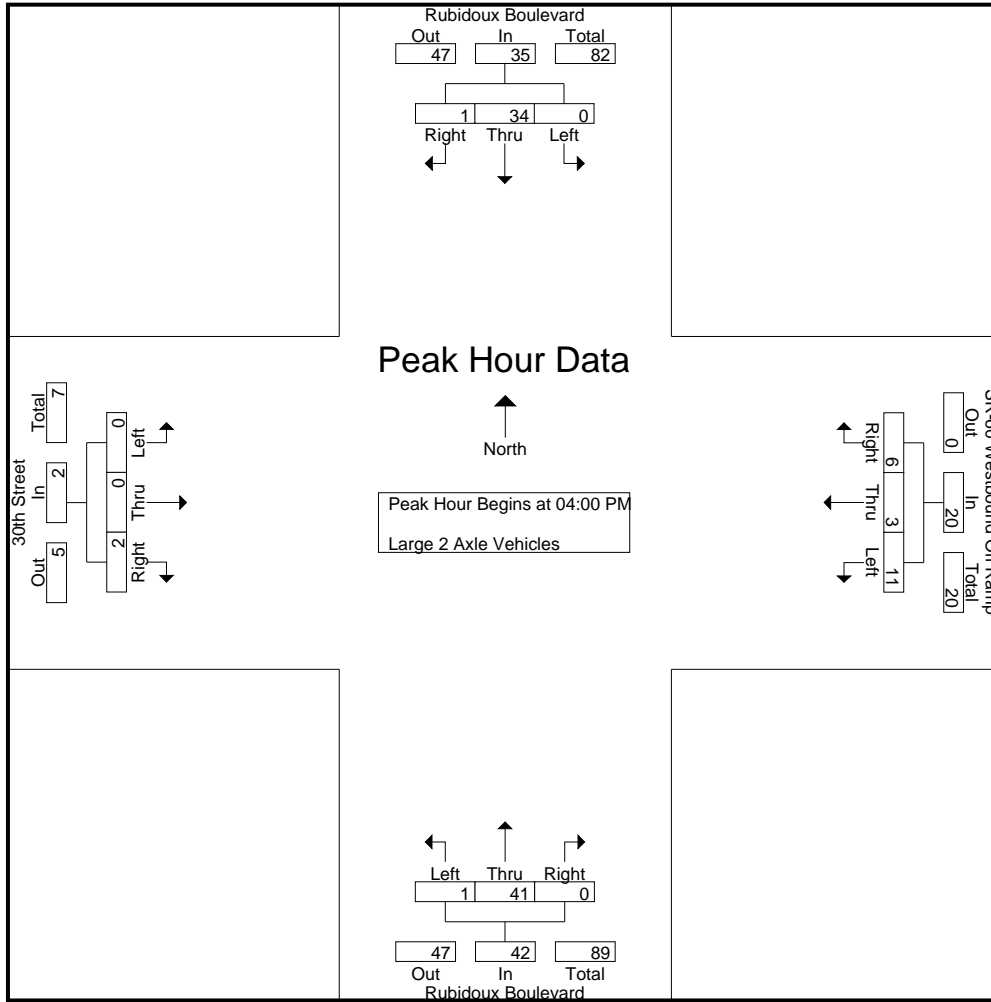 Rubidoux Boulevard
Out In Total
47 35 82
1 34 0
Right Thru Left
Peak Hour Data
North
Peak Hour Begins at 04:00 PM
Large 2 Axle Vehicles
30th Street
Total In Out
7 2 5
0 0 2
Left Thru Right
Westbound
Out In Total
0 20 20
6 3 11
Right Thru Left
Left Thru Right
1 41 0
47 42 89
Out In Total
Rubidoux Boulevard